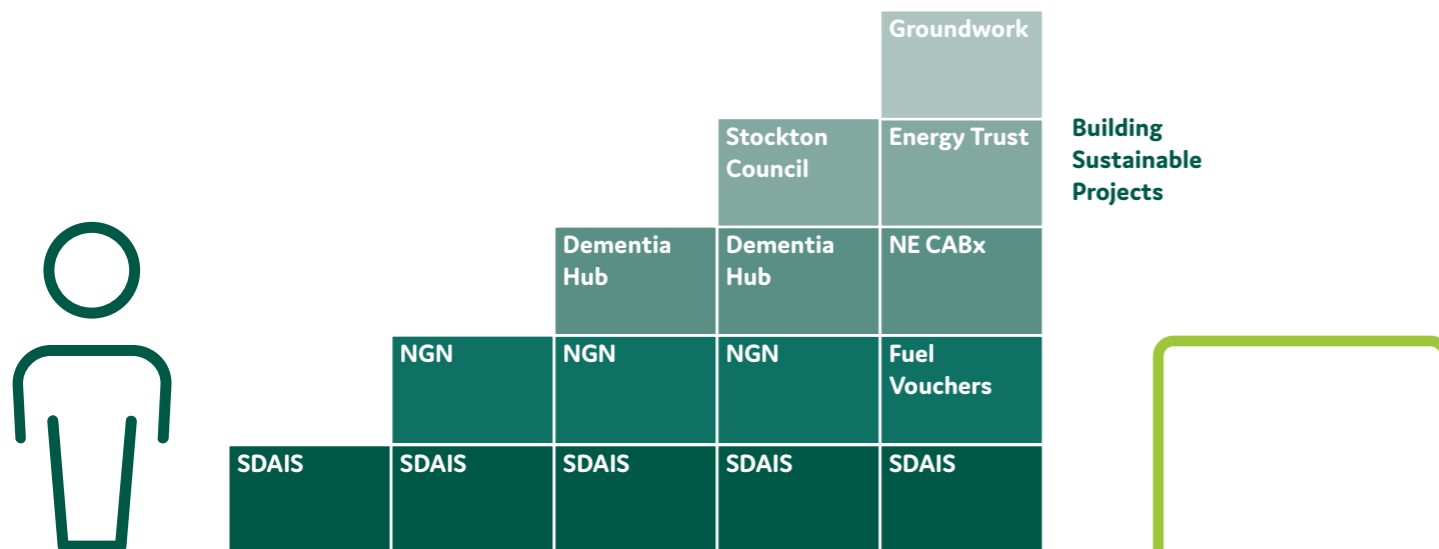 Groundwork
Stockton
Council
Energy Trust
Building
Sustainable
Projects
Dementia
Hub
Dementia
Hub
NE CABx
NGN
NGN
NGN
Fuel
Vouchers
SDAIS
SDAIS
SDAIS
SDAIS
SDAIS